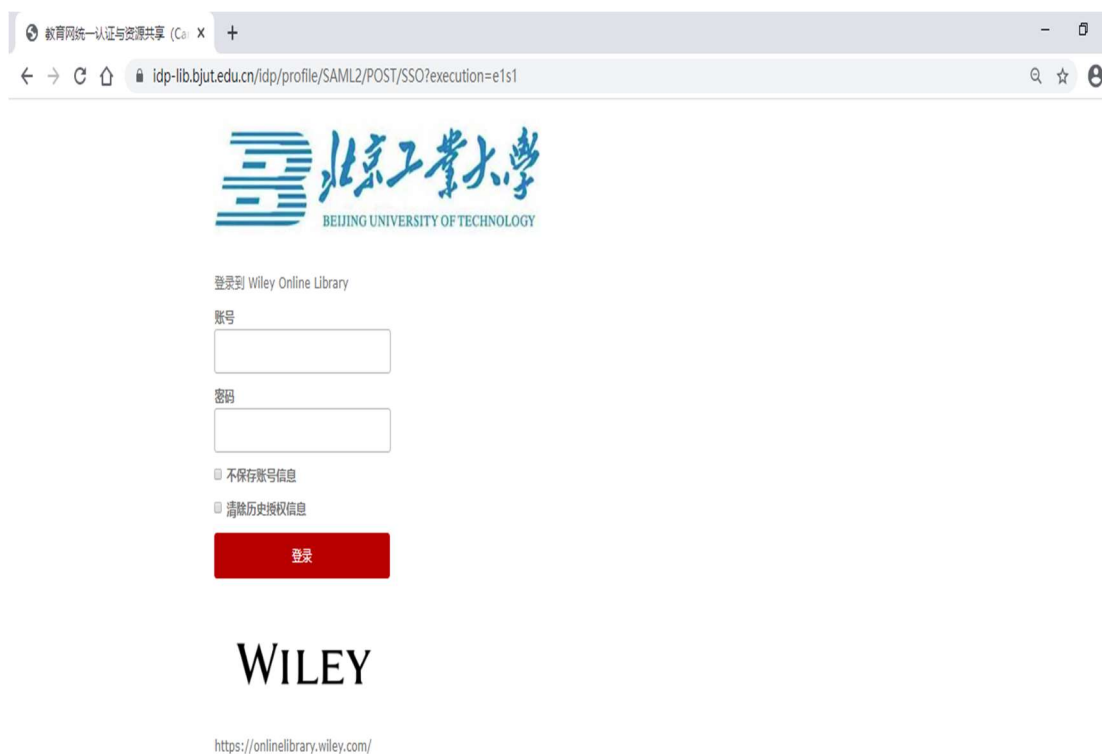 教育网统一认证与资源共享 (Ca
idp-lib.bjut.edu.cn/idp/profile/SAML2/POST/SSO?execution=e1s1
北京工業大學
BEIJING UNIVERSITY OF TECHNOLOGY
登录到 Wiley Online Library
账号
密码
不保存账号信息
清除历史授权信息
登录
WILEY
https://onlinelibrary.wiley.com/